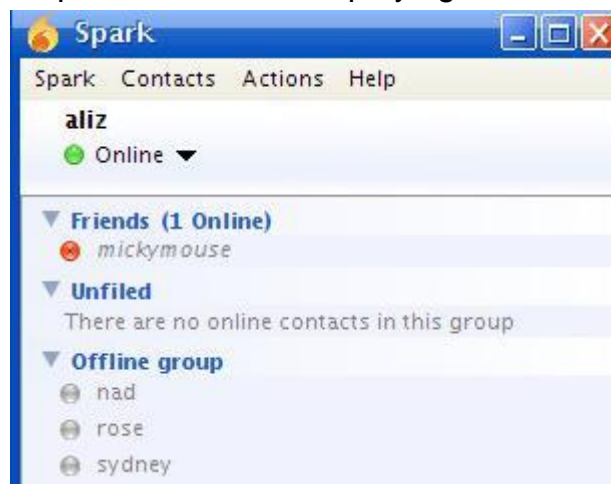 Spark
Spark Contacts Actions Help
aliz
Online
Friends (1 Online)
mickymouse
Unfiled
There are no online contacts in this group
Offline group
nad
rose
sydney